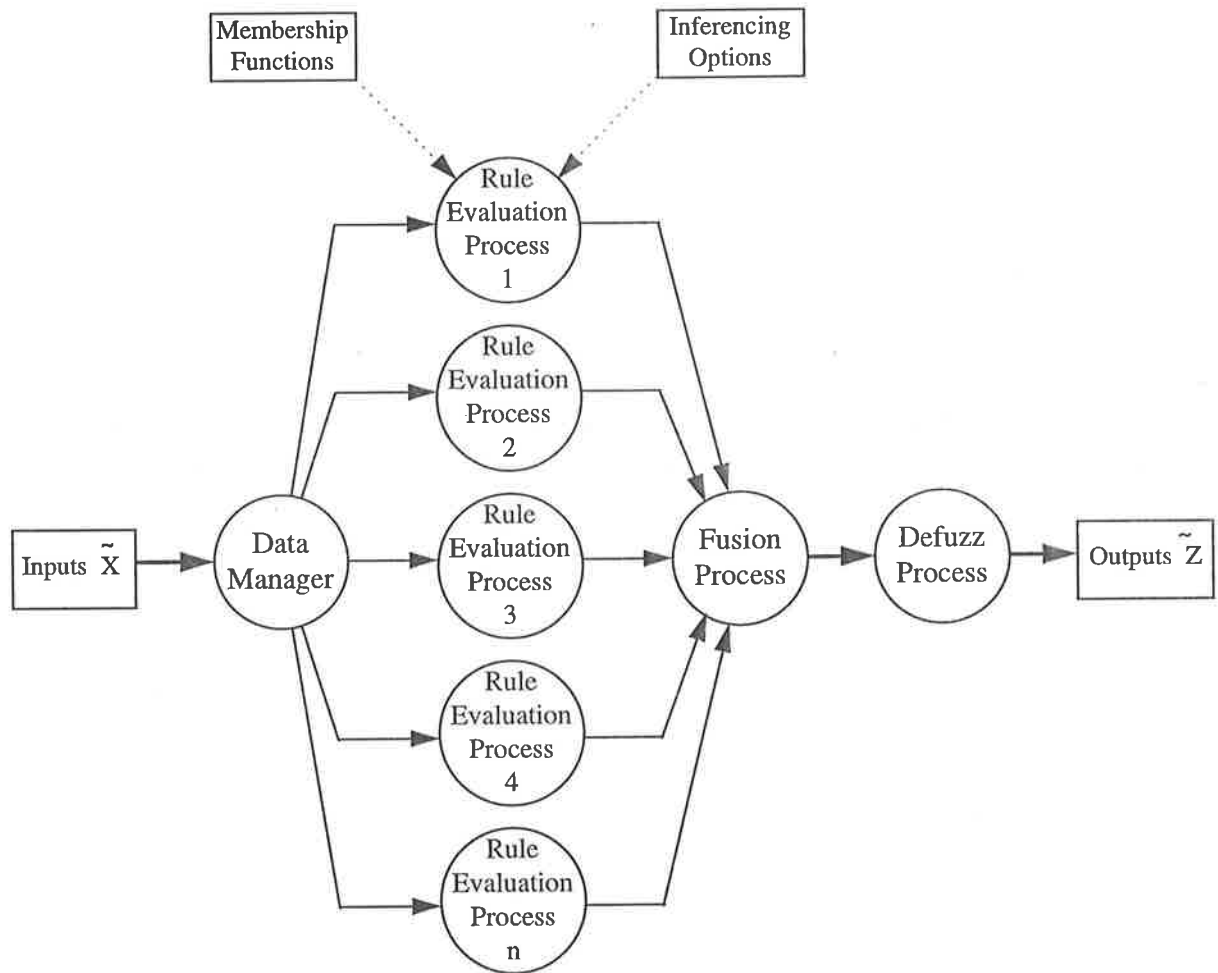 Membership
Functions
Inferencing
Options
Rule
Evaluation
Process
1
Rule
Evaluation
Process
2
Inputs x̃
Data
Manager
Rule
Evaluation
Process
3
Fusion
Process
Defuzz
Process
Outputs z̃
Rule
Evaluation
Process
4
Rule
Evaluation
Process
n